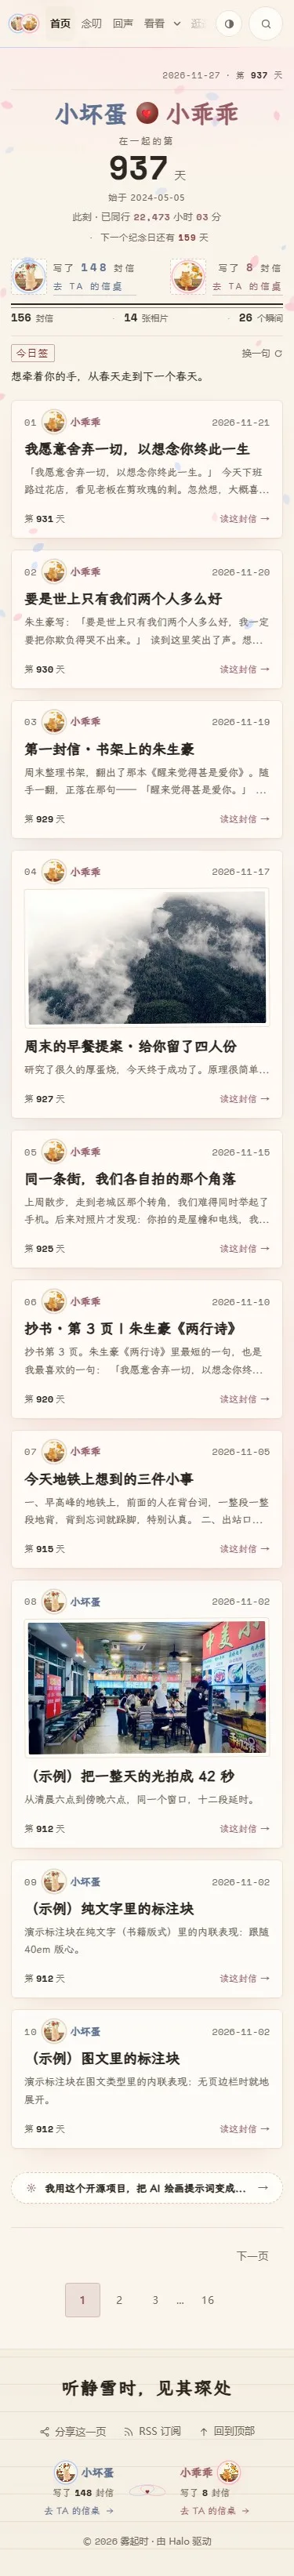 首页 念叨 回声 看看
2026-11-27 · 第 937 天
小坏蛋 小乖乖
在一起的第
937 天
始于 2024-05-05
此刻 · 已同行 22,473 小时 03 分
· 下一个纪念日还有 159 天
写了 148 封信
去 TA 的信桌
写了 8 封信
去 TA 的信桌
156 封信 · 14 张相片 · 26 个瞬间
今日签 换一句
想牵着你的手，从春天走到下一个春天。
01 小乖乖 2026-11-21
我愿意舍弃一切，以想念你终此一生
「我愿意舍弃一切，以想念你终此一生。」 今天下班
路过花店，看见老板在剪玫瑰的刺。忽然想，大概喜...
第 931 天 读这封信 →
02 小乖乖 2026-11-20
要是世上只有我们两个人多么好
朱生豪写：「要是世上只有我们两个人多么好，我一定
要把你欺负得哭不出来。」 读到这里笑出了声。想...
第 930 天 读这封信 →
03 小乖乖 2026-11-19
第一封信 · 书架上的朱生豪
周末整理书架，翻出了那本《醒来觉得甚是爱你》。随
手一翻，正落在那句—— 「醒来觉得甚是爱你。」 ...
第 929 天 读这封信 →
04 小乖乖 2026-11-17
周末的早餐提案 · 给你留了四人份
研究了很久的厚蛋烧，今天终于成功了。原理很简单...
第 927 天 读这封信 →
05 小乖乖 2026-11-15
同一条街，我们各自拍的那个角落
上周散步，走到老城区那个转角，我们难得同时举起了
手机。后来对照片才发现：你拍的是屋檐和电线，我...
第 925 天 读这封信 →
06 小乖乖 2026-11-10
抄书 · 第 3 页 | 朱生豪《两行诗》
抄书第 3 页。朱生豪《两行诗》里最短的一句，也是
我最喜欢的一句： 「我愿意舍弃一切，以想念你终...
第 920 天 读这封信 →
07 小乖乖 2026-11-05
今天地铁上想到的三件小事
一、早高峰的地铁上，前面的人在背台词，一整段一整
段地背，背到忘词就跺脚，特别认真。 二、出站口...
第 915 天 读这封信 →
08 小坏蛋 2026-11-02
中美小
（示例）把一整天的光拍成 42 秒
从清晨六点到傍晚六点，同一个窗口，十二段延时。
第 912 天 读这封信 →
09 小坏蛋 2026-11-02
（示例）纯文字里的标注块
演示标注块在纯文字（书籍版式）里的内联表现：跟随
40em 版心。
第 912 天 读这封信 →
10 小坏蛋 2026-11-02
（示例）图文里的标注块
演示标注块在图文类型里的内联表现：无页边栏时就地
展开。
第 912 天 读这封信 →
我用这个开源项目，把 AI 绘画提示词变成... →
下一页
1 2 3 ... 16
听静雪时，见其琛处
分享这一页 RSS 订阅 回到顶部
小坏蛋
写了 148 封信
去 TA 的信桌 →
小乖乖
写了 8 封信
去 TA 的信桌 →
© 2026 雾起时 · 由 Halo 驱动